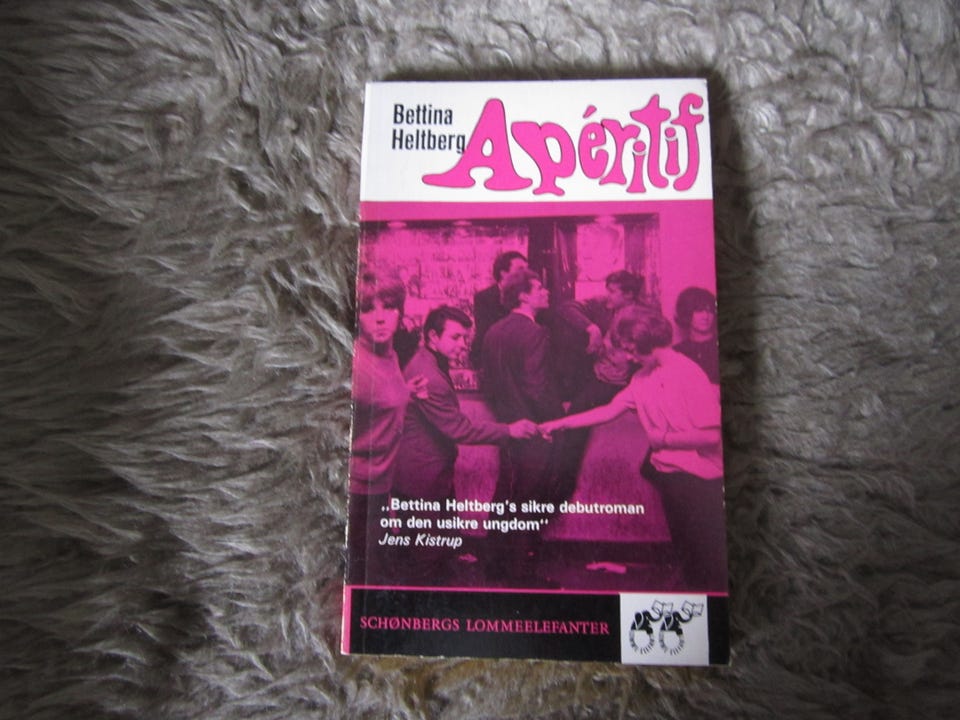 Bettina
Heltberg
Apéritif
„Bettina Heltberg's sikre debutroman
om den usikre ungdom“
Jens Kistrup
SCHØNBERGS LOMMEELEFANTER